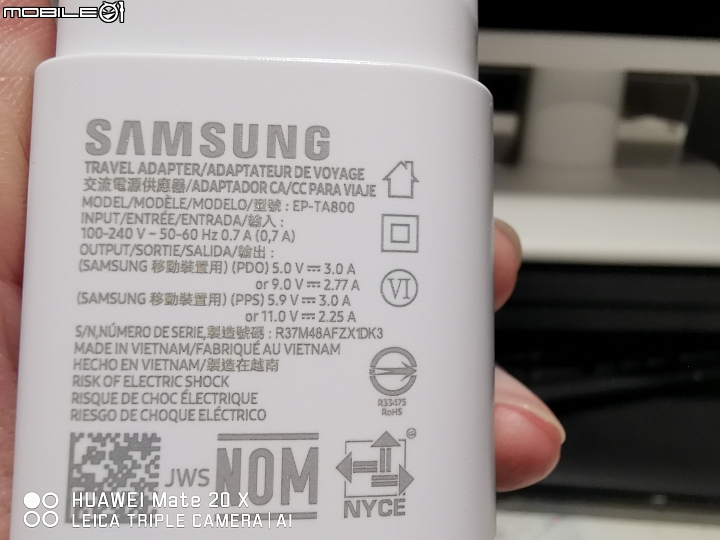 MOBILE01
SAMSUNG
TRAVEL ADAPTER/ADAPTATEUR DE VOYAGE
交流電源供應器/ADAPTADOR CA/CC PARA VIAJE
MODEL/MODÈLE/MODELO/型號 : EP-TA800
INPUT/ENTRÉE/ENTRADA/輸入 :
100-240 V ~ 50-60 Hz 0.7 A (0,7 A)
OUTPUT/SORTIE/SALIDA/輸出 :
(SAMSUNG 移動裝置用) (PDO) 5.0 V ⎓ 3.0 A
or 9.0 V ⎓ 2.77 A
(SAMSUNG 移動裝置用) (PPS) 5.9 V ⎓ 3.0 A
or 11.0 V ⎓ 2.25 A
VI
S/N,NÚMERO DE SERIE,製造號碼 : R37M48AFZX1DK3
MADE IN VIETNAM/FABRIQUÉ AU VIETNAM
HECHO EN VIETNAM/製造在越南
RISK OF ELECTRIC SHOCK
RISQUE DE CHOC ÉLECTRIQUE
RIESGO DE CHOQUE ELÉCTRICO
R33475
RoHS
JWS
NOM
NYCE
HUAWEI Mate 20 X
LEICA TRIPLE CAMERA | AI